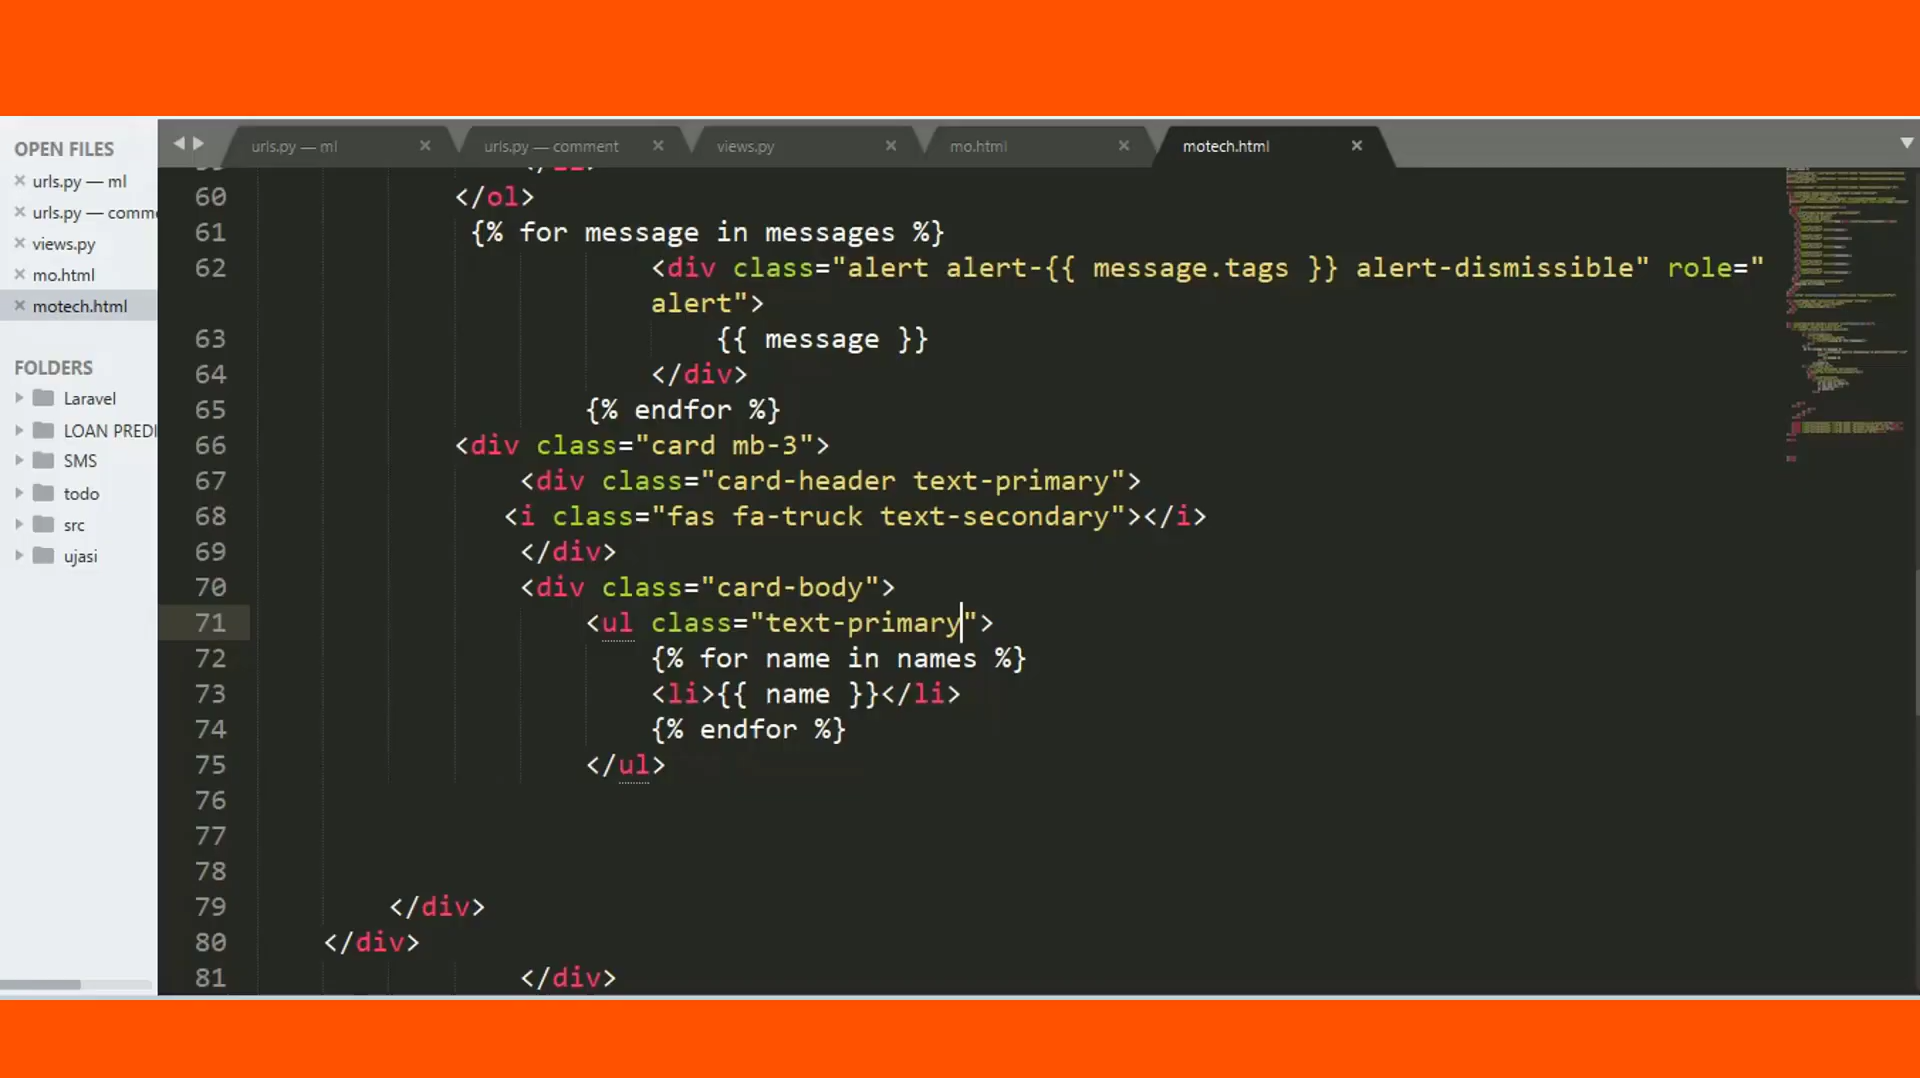 OPEN FILES
urls.py — ml
urls.py — comme
views.py
mo.html
motech.html
FOLDERS
Laravel
LOAN PREDI
SMS
todo
src
ujasi
urls.py — ml
urls.py — comment
views.py
mo.html
motech.html
60 </ol>
61 {% for message in messages %}
62 <div class="alert alert-{{ message.tags }} alert-dismissible" role="
alert">
63 {{ message }}
64 </div>
65 {% endfor %}
66 <div class="card mb-3">
67 <div class="card-header text-primary">
68 <i class="fas fa-truck text-secondary"></i>
69 </div>
70 <div class="card-body">
71 <ul class="text-primary">
72 {% for name in names %}
73 <li>{{ name }}</li>
74 {% endfor %}
75 </ul>
76
77
78
79 </div>
80 </div>
81 </div>